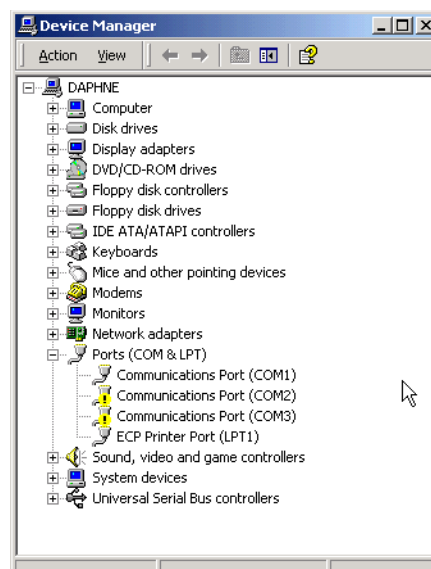 Device Manager
Action View
DAPHNE
Computer
Disk drives
Display adapters
DVD/CD-ROM drives
Floppy disk controllers
Floppy disk drives
IDE ATA/ATAPI controllers
Keyboards
Mice and other pointing devices
Modems
Monitors
Network adapters
Ports (COM & LPT)
Communications Port (COM1)
Communications Port (COM2)
Communications Port (COM3)
ECP Printer Port (LPT1)
Sound, video and game controllers
System devices
Universal Serial Bus controllers